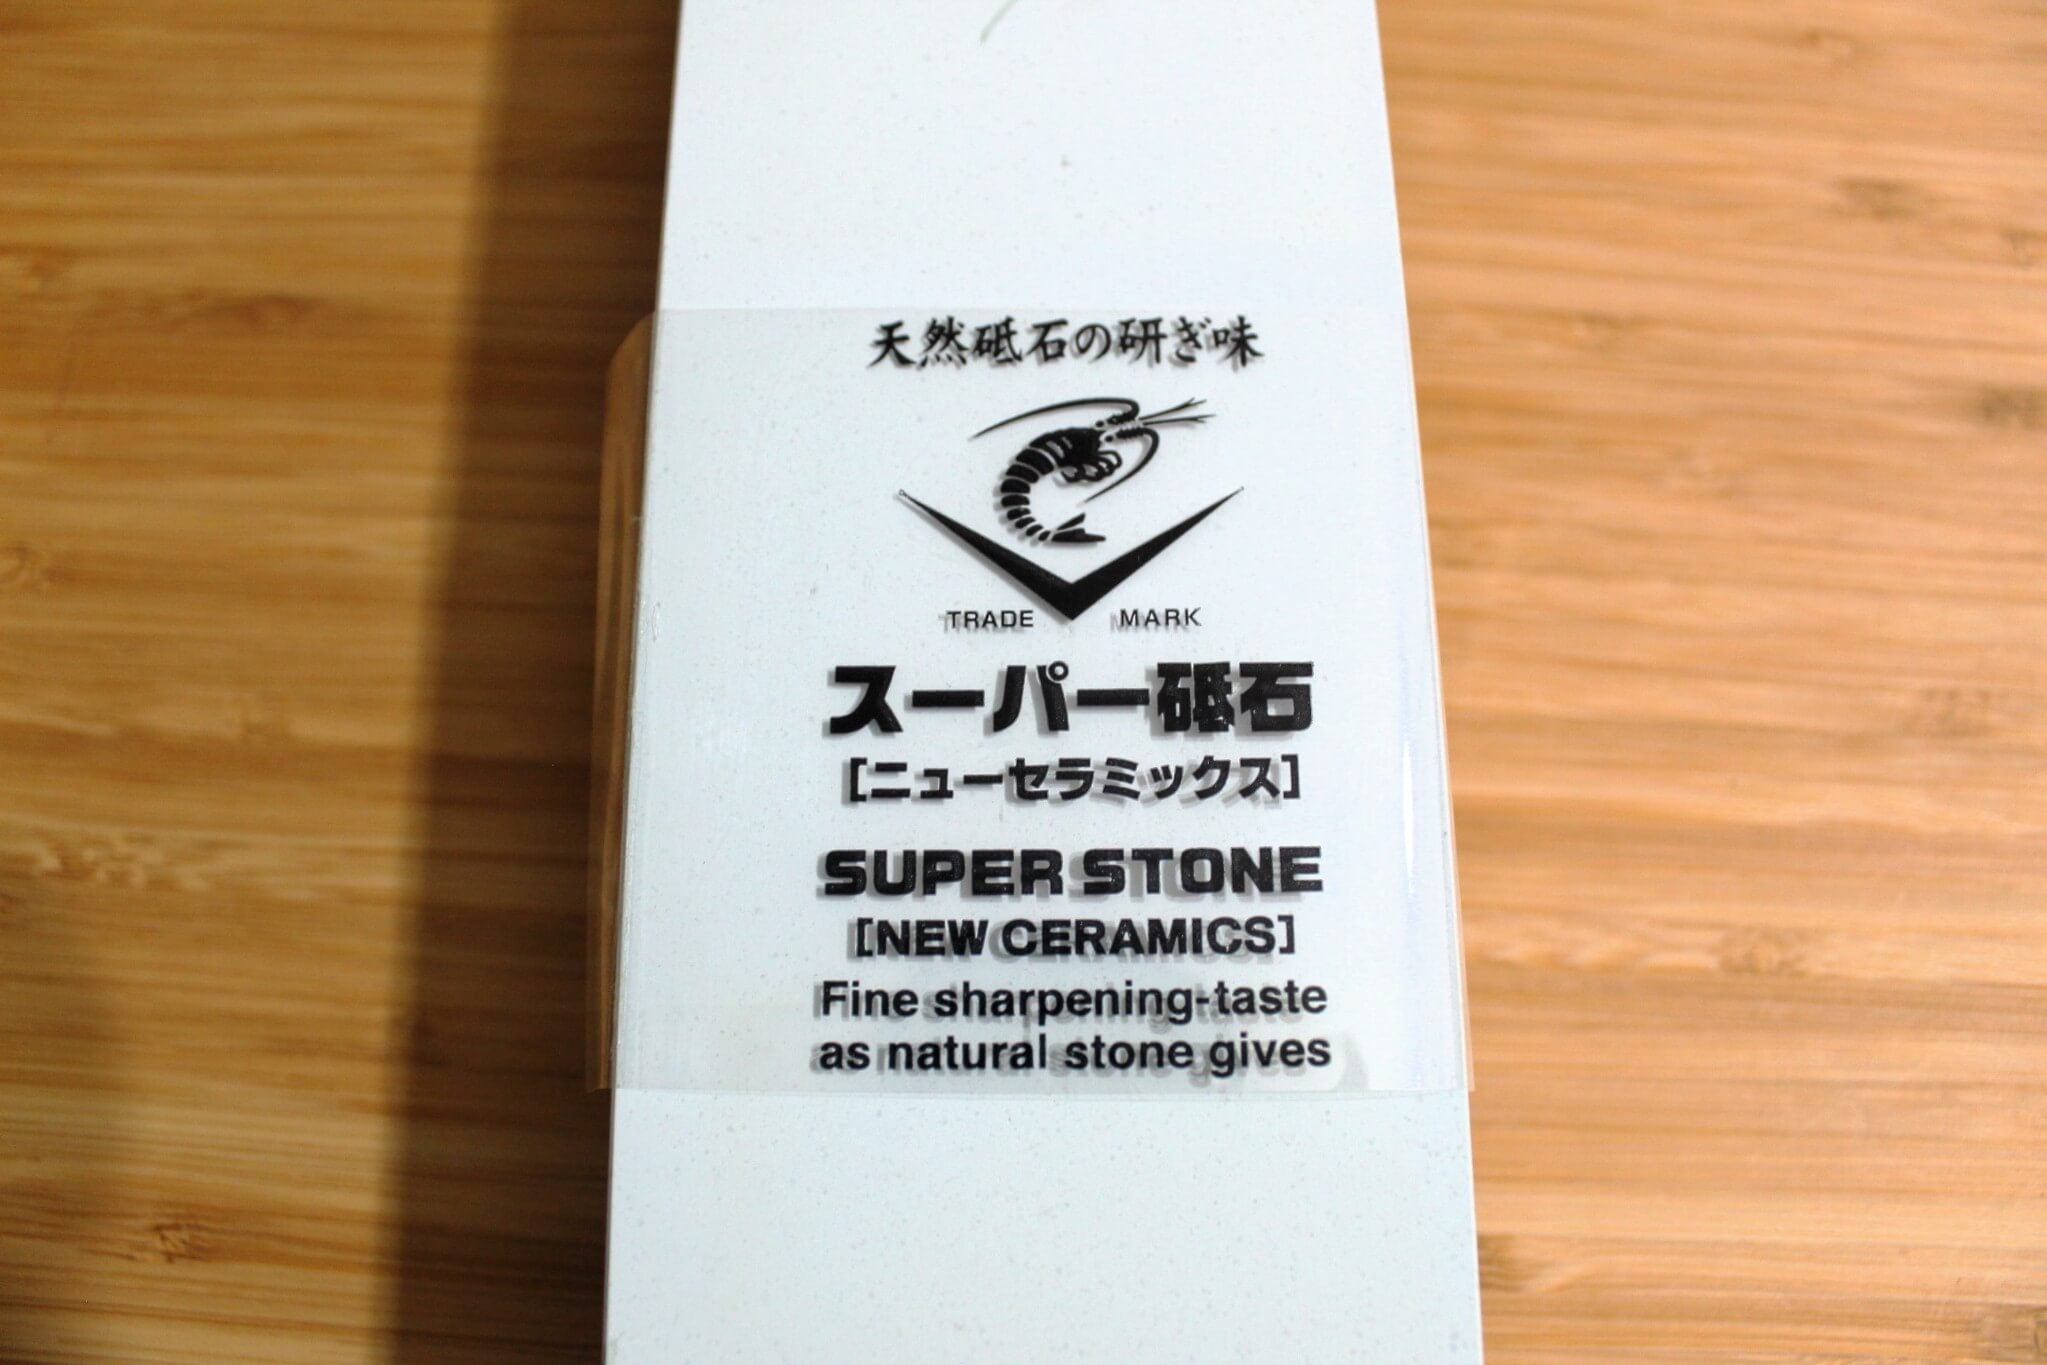 天然砥石の研ぎ味
TRADE MARK
スーパー砥石
[ニューセラミックス]
SUPER STONE
[NEW CERAMICS]
Fine sharpening-taste
as natural stone gives